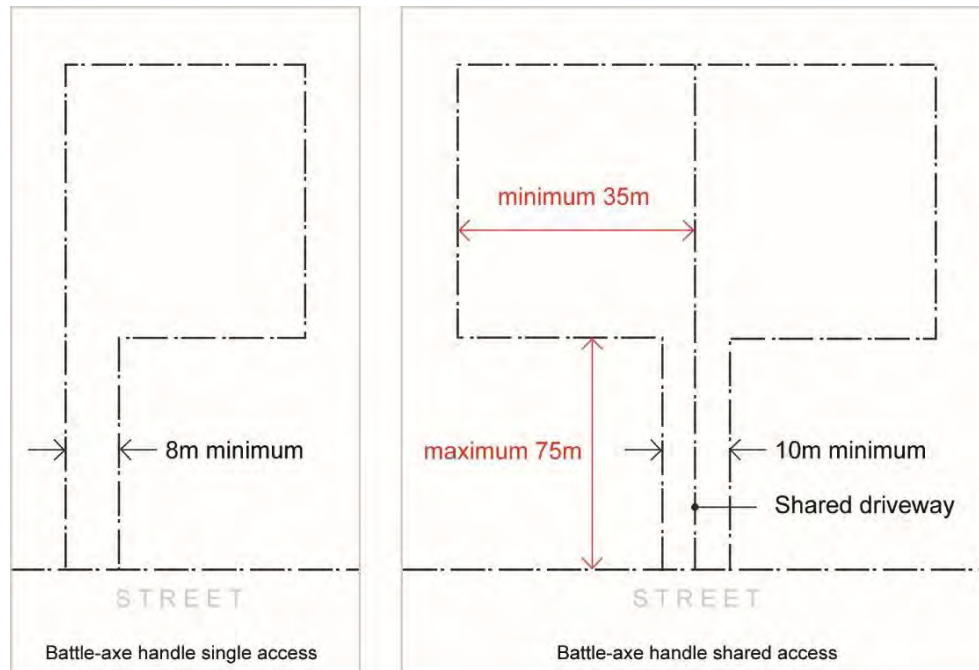 8m minimum
STREET
Battle-axe handle single access
minimum 35m
maximum 75m
10m minimum
Shared driveway
STREET
Battle-axe handle shared access